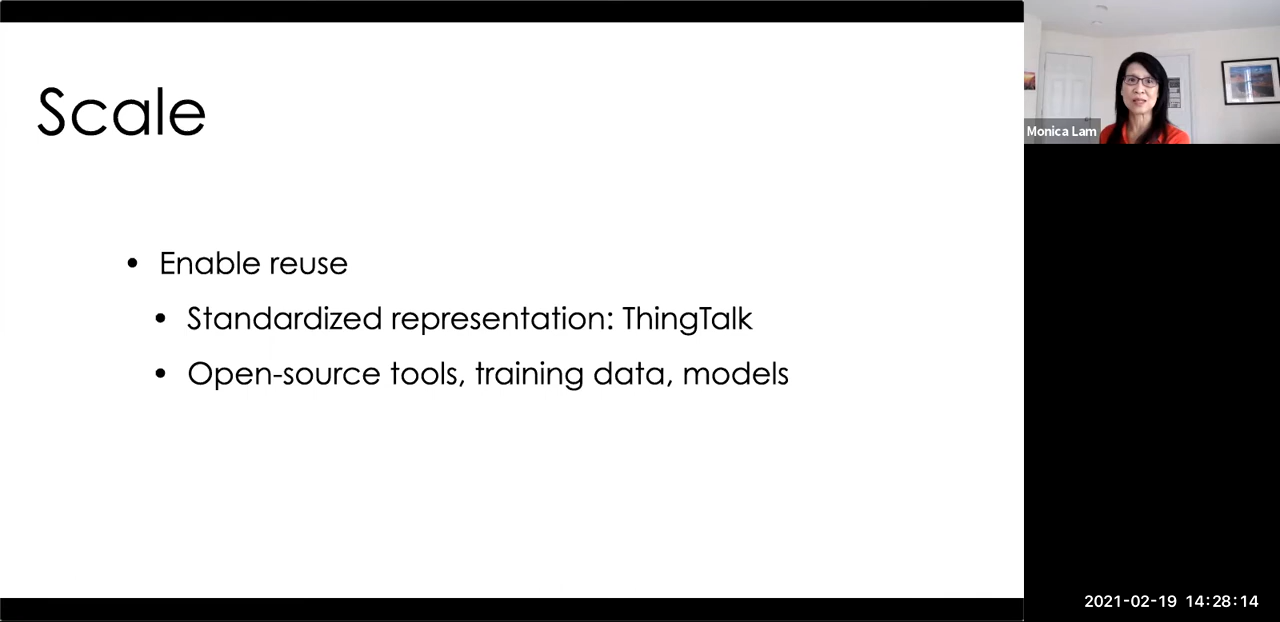 Scale
• Enable reuse
• Standardized representation: ThingTalk
• Open-source tools, training data, models
Monica Lam
2021-02-19 14:28:14